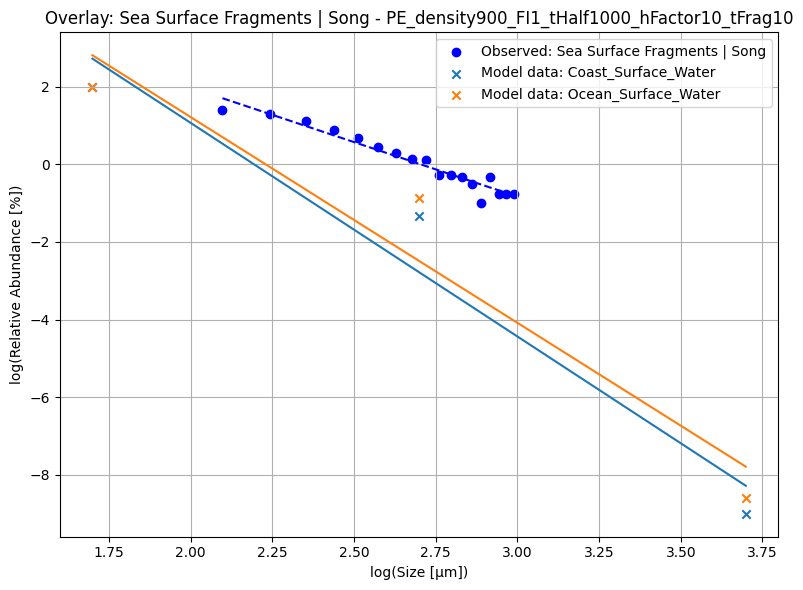 Overlay: Sea Surface Fragments | Song - PE_density900_FI1_tHalf1000_hFactor10_tFrag10
Observed: Sea Surface Fragments | Song
Model data: Coast_Surface_Water
Model data: Ocean_Surface_Water
log(Relative Abundance [%])
2
0
−2
−4
−6
−8
1.75 2.00 2.25 2.50 2.75 3.00 3.25 3.50 3.75
log(Size [μm])